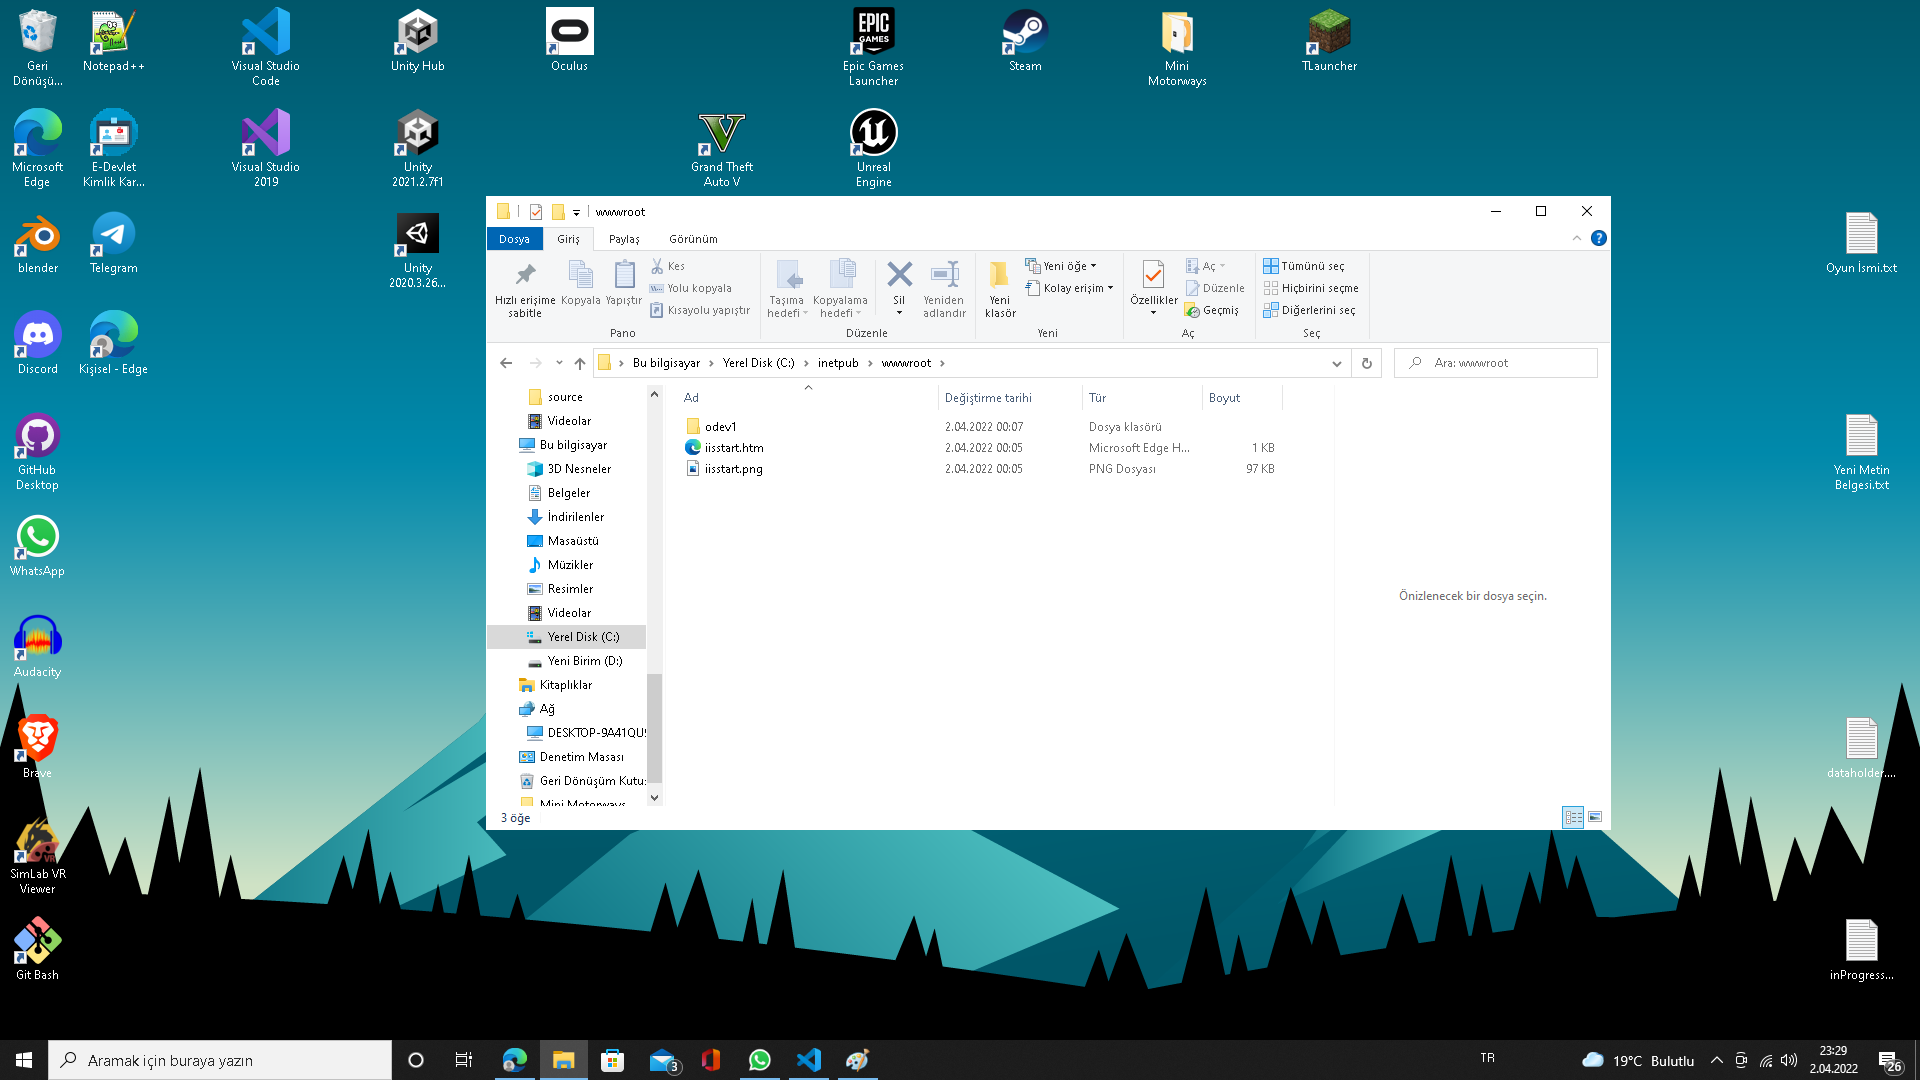 Geri
Dönüşü...
Notepad++
Visual Studio
Code
Unity Hub
Oculus
Epic Games
Launcher
Steam
Mini
Motorways
TLauncher
Microsoft
Edge
E-Devlet
Kimlik Kar...
Visual Studio
2019
Unity
2021.2.7f1
Grand Theft
Auto V
Unreal
Engine
blender
Telegram
Unity
2020.3.26...
Discord
Kişisel - Edge
GitHub
Desktop
WhatsApp
Audacity
Brave
SimLab VR
Viewer
Git Bash
Oyun İsmi.txt
Yeni Metin
Belgesi.txt
dataholder....
inProgress...
wwwroot
Dosya
Giriş
Paylaş
Görünüm
Hızlı erişime
sabitle
Kopyala
Yapıştır
Kes
Yolu kopyala
Kısayolu yapıştır
Pano
Taşıma
hedefi
Kopyalama
hedefi
Sil
Yeniden
adlandır
Düzenle
Yeni
klasör
Yeni öğe
Kolay erişim
Yeni
Özellikler
Aç
Düzenle
Geçmiş
Aç
Tümünü seç
Hiçbirini seçme
Diğerlerini seç
Seç
Bu bilgisayar > Yerel Disk (C:) > inetpub > wwwroot >
Ara: wwwroot
source
Videolar
Bu bilgisayar
3D Nesneler
Belgeler
İndirilenler
Masaüstü
Müzikler
Resimler
Videolar
Yerel Disk (C:)
Yeni Birim (D:)
Kitaplıklar
Ağ
DESKTOP-9A41QU
Denetim Masası
Geri Dönüşüm Kutu
Mini Motorways
Ad Değiştirme tarihi Tür Boyut
odev1 2.04.2022 00:07 Dosya klasörü
iisstart.htm 2.04.2022 00:05 Microsoft Edge H... 1 KB
iisstart.png 2.04.2022 00:05 PNG Dosyası 97 KB
Önizlenecek bir dosya seçin.
3 öğe
Aramak için buraya yazın
3
TR
19°C Bulutlu
23:29
2.04.2022
26